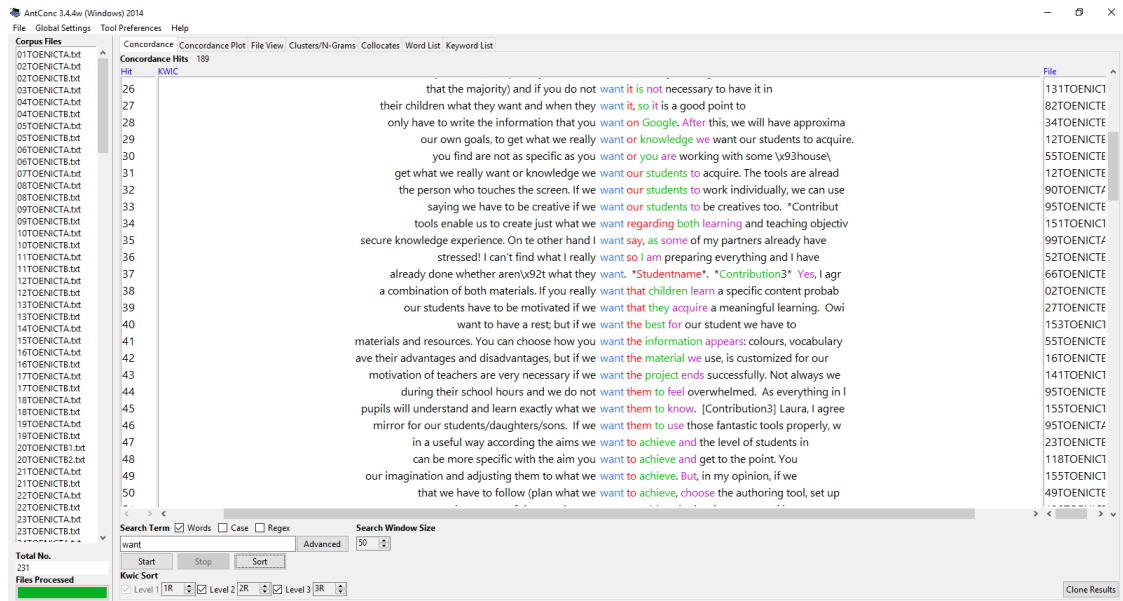 AntConc 3.4.4w (Windows) 2014
File Global Settings Tool Preferences Help
Corpus Files
01TOENICTA.txt
02TOENICTA.txt
02TOENICTB.txt
03TOENICTA.txt
04TOENICTA.txt
04TOENICTB.txt
05TOENICTA.txt
05TOENICTB.txt
06TOENICTA.txt
06TOENICTB.txt
07TOENICTA.txt
08TOENICTA.txt
08TOENICTB.txt
09TOENICTA.txt
09TOENICTB.txt
10TOENICTA.txt
10TOENICTB.txt
11TOENICTA.txt
11TOENICTB.txt
12TOENICTA.txt
12TOENICTB.txt
13TOENICTA.txt
13TOENICTB.txt
14TOENICTB.txt
15TOENICTA.txt
16TOENICTA.txt
16TOENICTB.txt
17TOENICTA.txt
17TOENICTB.txt
18TOENICTA.txt
18TOENICTB.txt
19TOENICTA.txt
19TOENICTB.txt
20TOENICTB1.txt
20TOENICTB2.txt
21TOENICTA.txt
21TOENICTB.txt
22TOENICTA.txt
22TOENICTB.txt
23TOENICTA.txt
23TOENICTB.txt
Total No.
231
Files Processed
Concordance Concordance Plot File View Clusters/N-Grams Collocates Word List Keyword List
Concordance Hits 189
Hit KWIC File
26 that the majority) and if you do not want it is not necessary to have it in 131TOENICT
27 their children what they want and when they want it, so it is a good point to 82TOENICTE
28 only have to write the information that you want on Google. After this, we will have approxima 34TOENICTE
29 our own goals, to get what we really want or knowledge we want our students to acquire. 12TOENICTE
30 you find are not as specific as you want or you are working with some \x93house\ 55TOENICTE
31 get what we really want or knowledge we want our students to acquire. The tools are alread 12TOENICTE
32 the person who touches the screen. If we want our students to work individually, we can use 90TOENICTA
33 saying we have to be creative if we want our students to be creatives too. *Contribut 95TOENICTE
34 tools enable us to create just what we want regarding both learning and teaching objectiv 151TOENICT
35 secure knowledge experience. On te other hand I want say, as some of my partners already have 99TOENICTA
36 stressed! I can't find what I really want so I am preparing everything and I have 52TOENICTE
37 already done whether aren\x92t what they want. *Studentname*. *Contribution3* Yes, I agr 66TOENICTE
38 a combination of both materials. If you really want that children learn a specific content probab 02TOENICTE
39 our students have to be motivated if we want that they acquire a meaningful learning. Owi 27TOENICTE
40 want to have a rest; but if we want the best for our student we have to 153TOENICT
41 materials and resources. You can choose how you want the information appears: colours, vocabulary 55TOENICTE
42 ave their advantages and disadvantages, but if we want the material we use, is customized for our 16TOENICTE
43 motivation of teachers are very necessary if we want the project ends successfully. Not always we 141TOENICT
44 during their school hours and we do not want them to feel overwhelmed. As everything in l 95TOENICTE
45 pupils will understand and learn exactly what we want them to know. [Contribution3] Laura, I agree 155TOENICT
46 mirror for our students/daughters/sons. If we want them to use those fantastic tools properly, w 95TOENICTE
47 in a useful way according the aims we want to achieve and the level of students in 23TOENICTE
48 can be more specific with the aim you want to achieve and get to the point. You 118TOENICT
49 our imagination and adjusting them to what we want to achieve. But, in my opinion, if we 155TOENICT
50 that we have to follow (plan what we want to achieve, choose the authoring tool, set up 49TOENICTE
Search Term Words Case Regex Search Window Size
want Advanced 50
Start Stop Sort
Kwic Sort
Level 1 1R Level 2 2R Level 3 3R Clone Results